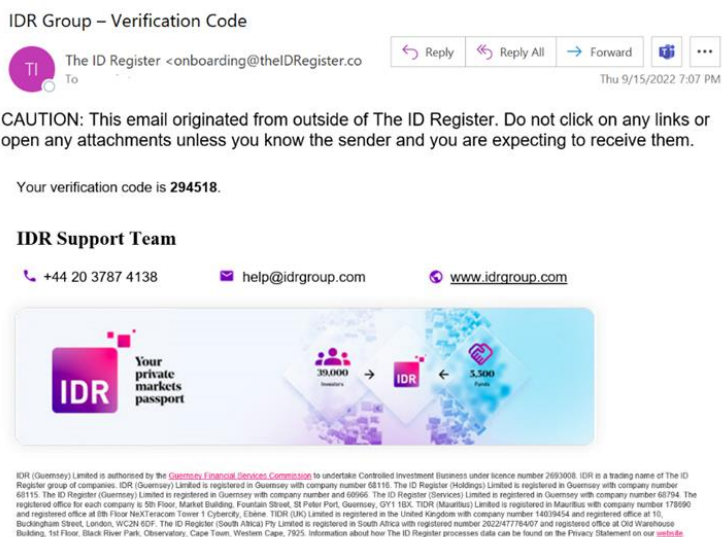 IDR Group – Verification Code
TI
The ID Register <onboarding@theIDRegister.co
To
Reply
Reply All
Forward
Thu 9/15/2022 7:07 PM
CAUTION: This email originated from outside of The ID Register. Do not click on any links or
open any attachments unless you know the sender and you are expecting to receive them.
Your verification code is 294518.
IDR Support Team
+44 20 3787 4138
help@idrgroup.com
www.idrgroup.com
IDR
Your
private
markets
passport
39,000
Investors
IDR
5,500
Funds
IDR (Guernsey) Limited is authorised by the Guernsey Financial Services Commission to undertake Controlled Investment Business under licence number 2693008. IDR is a trading name of The ID
Register group of companies. IDR (Guernsey) Limited is registered in Guernsey with company number 68116. The ID Register (Holdings) Limited is registered in Guernsey with company number
68115. The ID Register (Guernsey) Limited is registered in Guernsey with company number and 60966. The ID Register (Services) Limited is registered in Guernsey with company number 68794. The
registered office for each company is 5th Floor, Market Building, Fountain Street, St Peter Port, Guernsey, GY1 1BX. TIDR (Mauritius) Limited is registered in Mauritius with company number 178690
and registered office at 8th Floor NeXTeracom Tower 1 Cybercity, Ebène. TIDR (UK) Limited is registered in the United Kingdom with company number 14039454 and registered office at 10,
Buckingham Street, London, WC2N 6DF. The ID Register (South Africa) Pty Limited is registered in South Africa with registered number 2022/477764/07 and registered office at Old Warehouse
Building, 1st Floor, Black River Park, Observatory, Cape Town, Western Cape, 7925. Information about how The ID Register processes data can be found on the Privacy Statement on our website